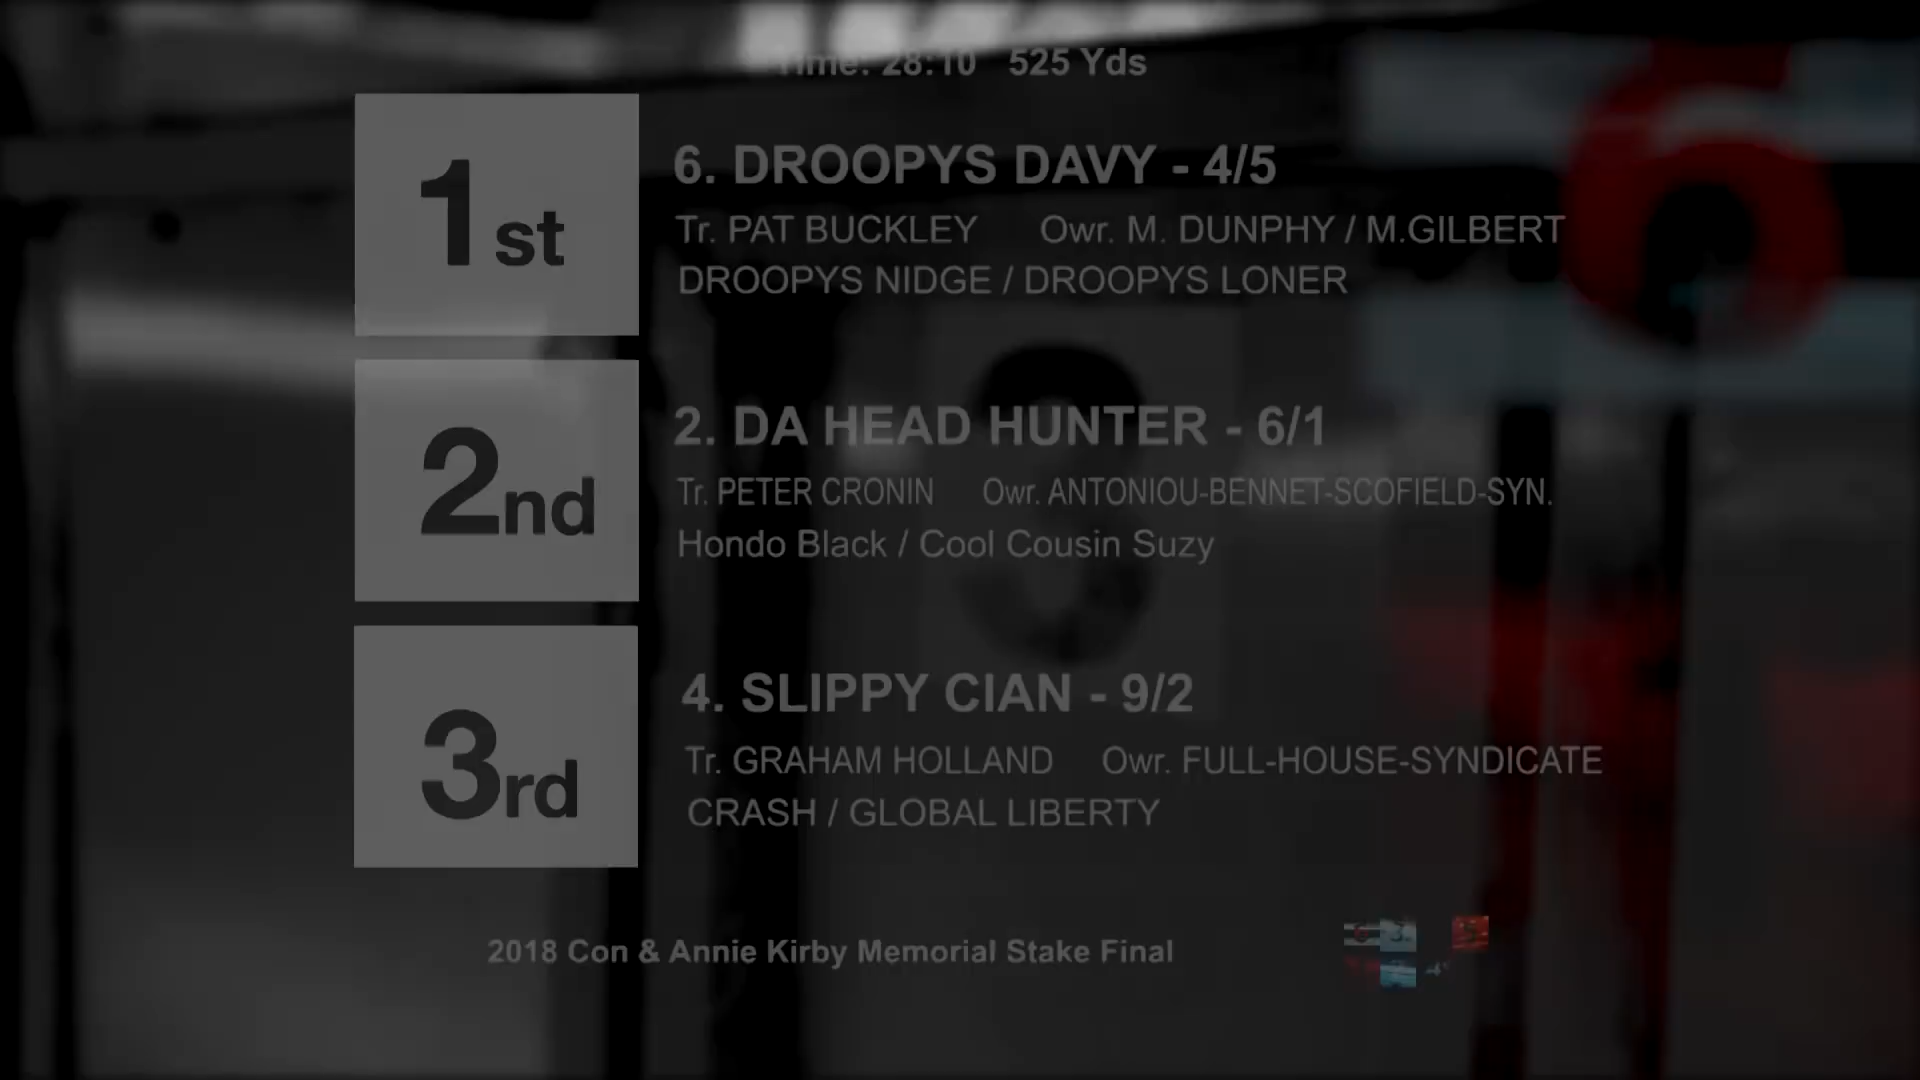 Time: 28:10 525 Yds
1st
6. DROOPYS DAVY - 4/5
Tr. PAT BUCKLEY Owr. M. DUNPHY / M.GILBERT
DROOPYS NIDGE / DROOPYS LONER
2nd
2. DA HEAD HUNTER - 6/1
Tr. PETER CRONIN Owr. ANTONIOU-BENNET-SCOFIELD-SYN.
Hondo Black / Cool Cousin Suzy
3rd
4. SLIPPY CIAN - 9/2
Tr. GRAHAM HOLLAND Owr. FULL-HOUSE-SYNDICATE
CRASH / GLOBAL LIBERTY
2018 Con & Annie Kirby Memorial Stake Final
6
3